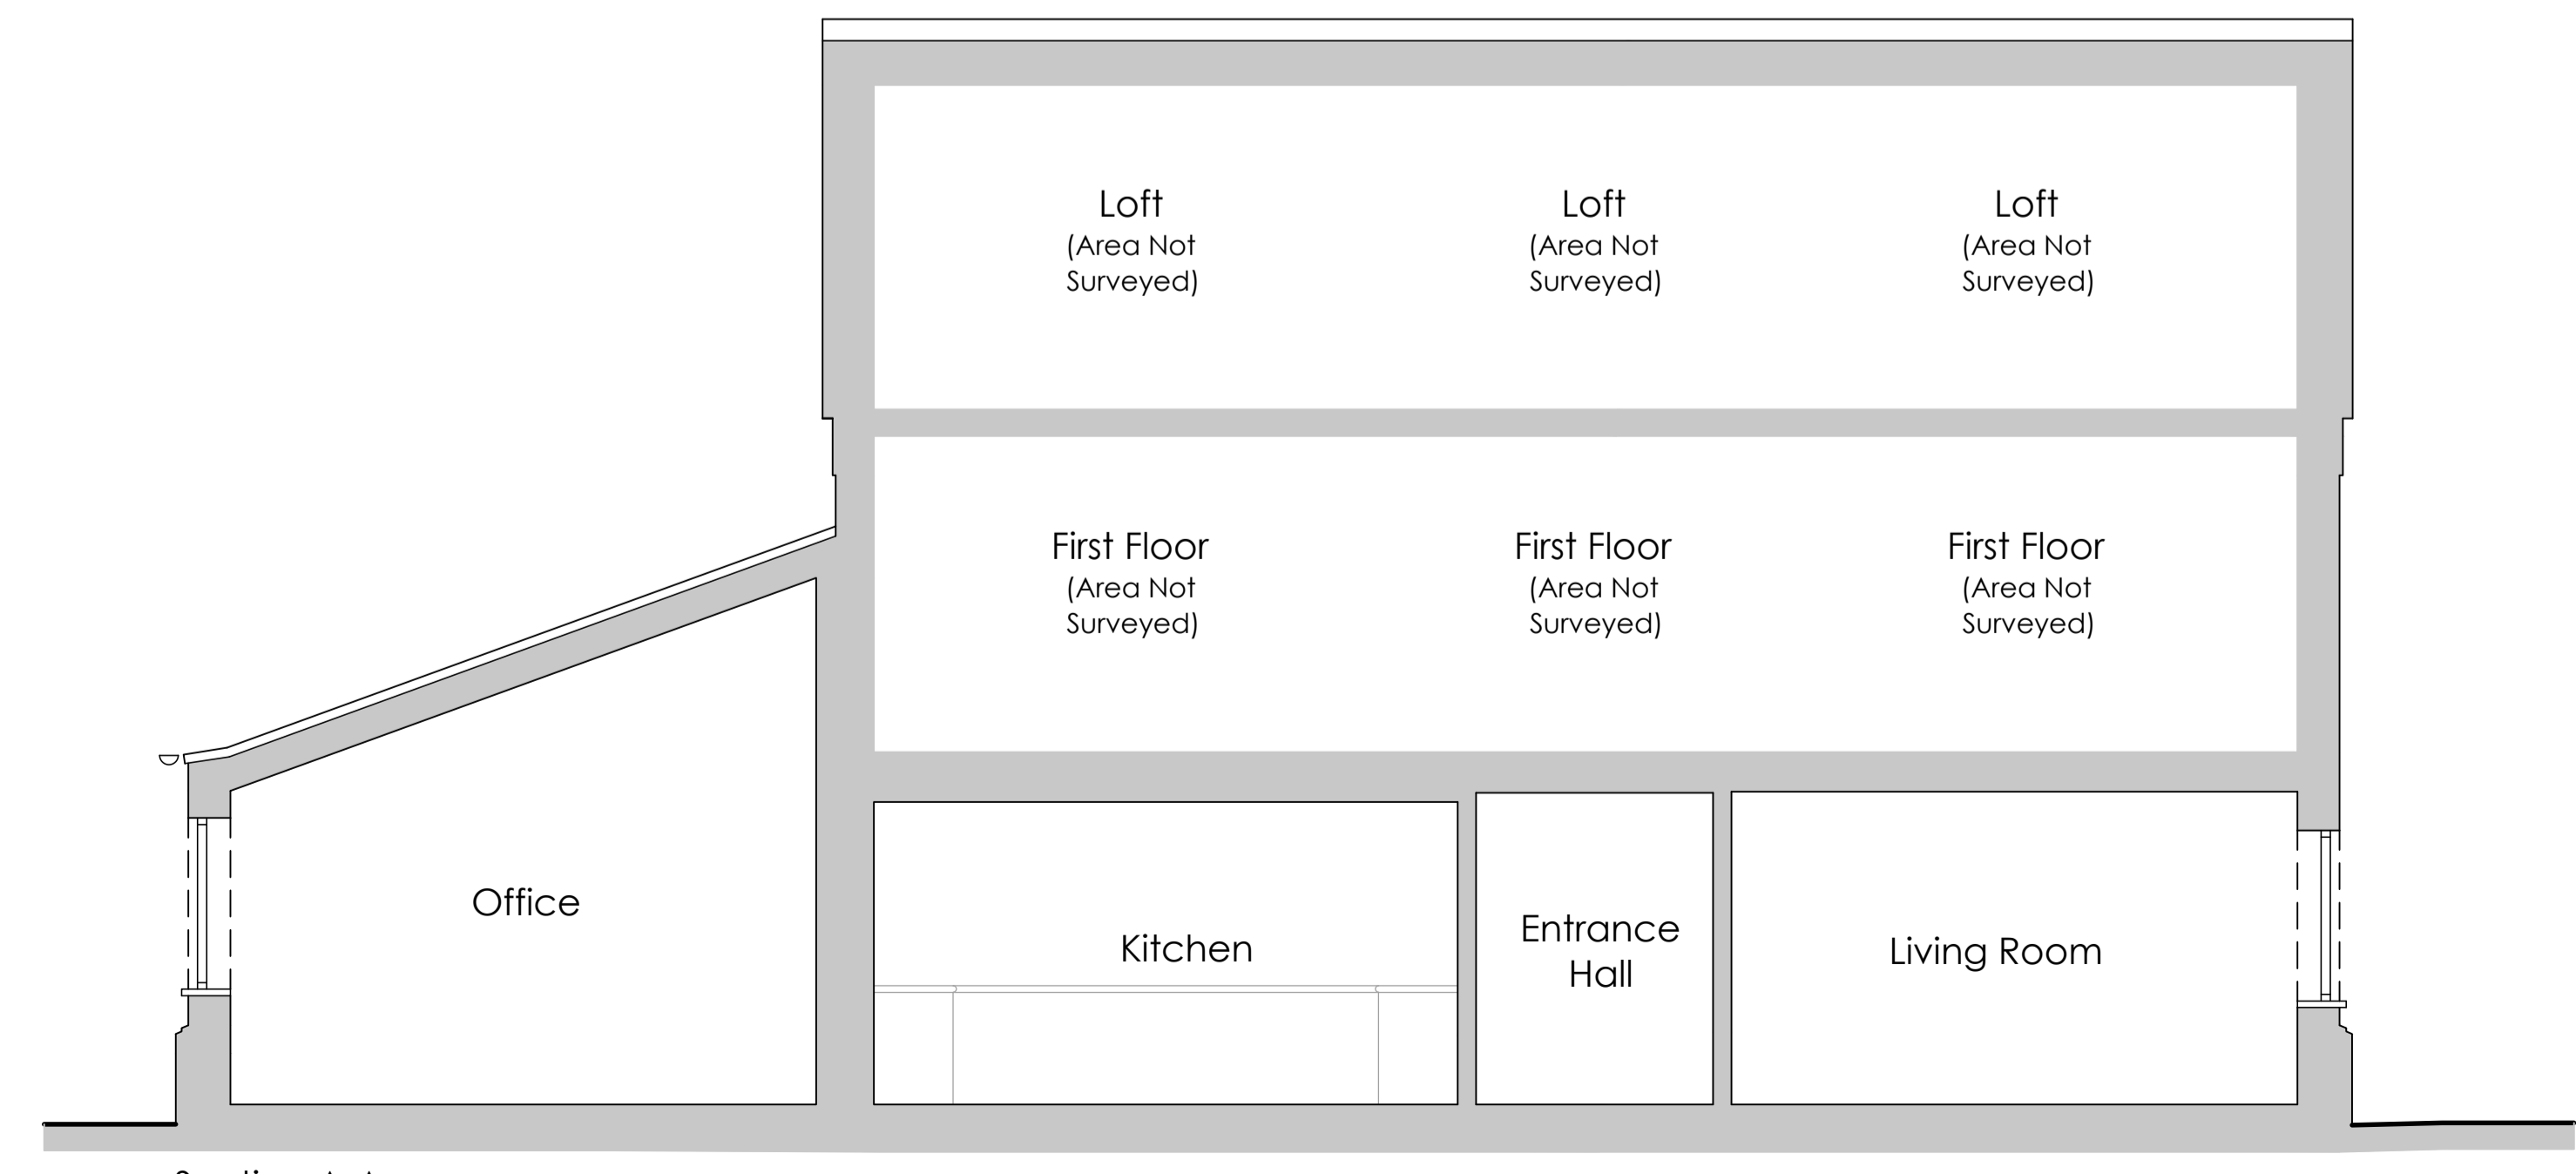 Loft
(Area Not
Surveyed)
Loft
(Area Not
Surveyed)
Loft
(Area Not
Surveyed)
First Floor
(Area Not
Surveyed)
First Floor
(Area Not
Surveyed)
First Floor
(Area Not
Surveyed)
Office
Kitchen
Entrance
Hall
Living Room